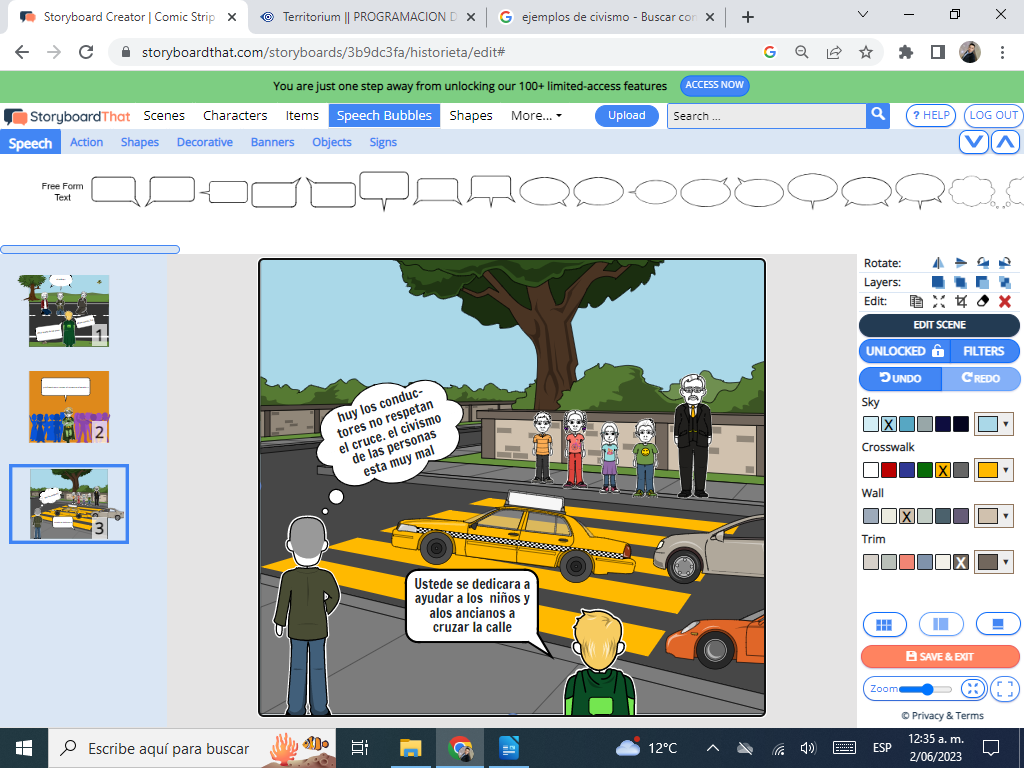 Storyboard Creator | Comic Strip
Territorium || PROGRAMACION D
ejemplos de civismo - Buscar con
storyboardthat.com/storyboards/3b9dc3fa/historieta/edit#
You are just one step away from unlocking our 100+ limited-access features
ACCESS NOW
StoryboardThat
Scenes
Characters
Items
Speech Bubbles
Shapes
More...
Upload
Search ...
? HELP
LOG OUT
Speech
Action
Shapes
Decorative
Banners
Objects
Signs
Free Form
Text
1
2
3
huy los conduc-
tores no respetan
el cruce. el civismo
de las personas
esta muy mal
Ustede se dedicara a
ayudar a los niños y
alos ancianos a
cruzar la calle
Rotate:
Layers:
Edit:
EDIT SCENE
UNLOCKED
FILTERS
UNDO
REDO
Sky
X
Crosswalk
X
Wall
X
Trim
X
SAVE & EXIT
Zoom
© Privacy & Terms
Escribe aquí para buscar
12°C
ESP
12:35 a. m.
2/06/2023